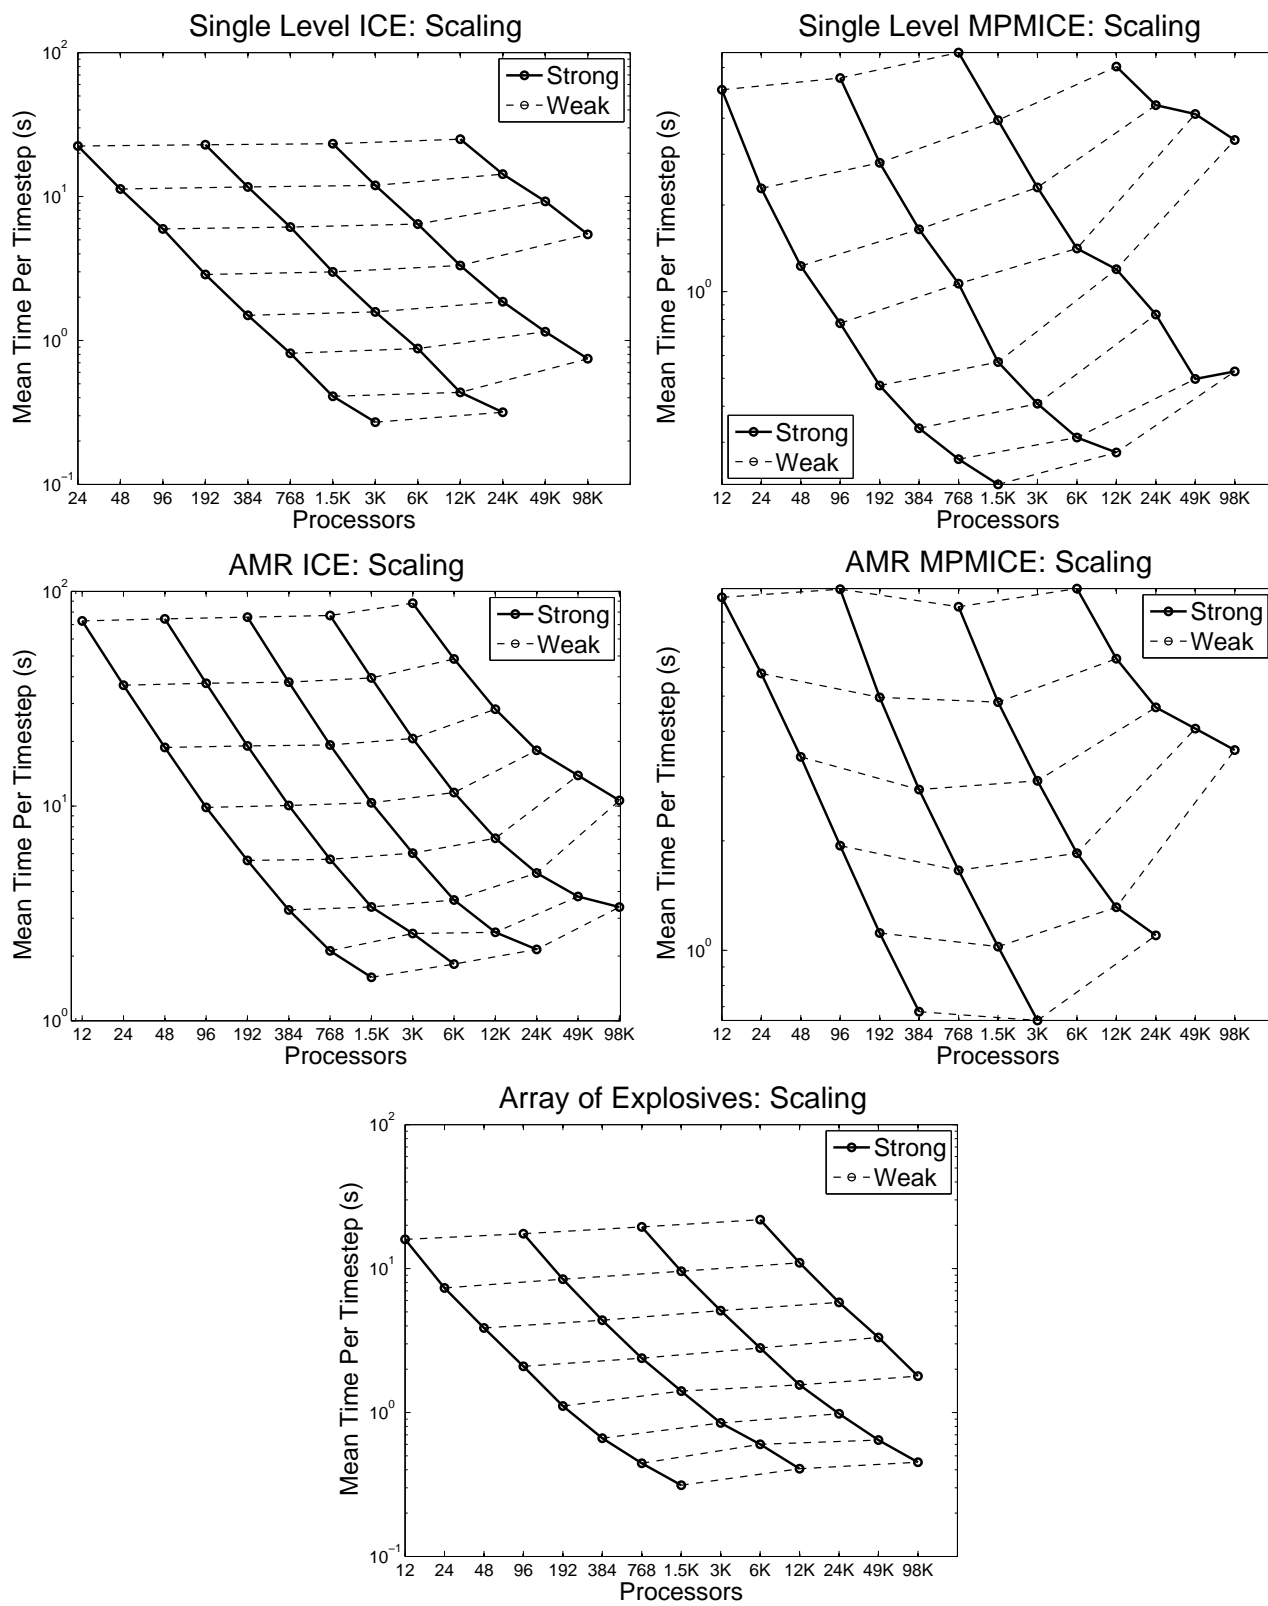 Single Level ICE: Scaling
Mean Time Per Timestep (s)
10^2
10^1
10^0
10^-1
Strong
Weak
24 48 96 192 384 768 1.5K 3K 6K 12K 24K 49K 98K
Processors
Single Level MPMICE: Scaling
Mean Time Per Timestep (s)
10^0
Strong
Weak
12 24 48 96 192 384 768 1.5K 3K 6K 12K 24K 49K 98K
Processors
AMR ICE: Scaling
Mean Time Per Timestep (s)
10^2
10^1
10^0
Strong
Weak
12 24 48 96 192 384 768 1.5K 3K 6K 12K 24K 49K 98K
Processors
AMR MPMICE: Scaling
Mean Time Per Timestep (s)
10^0
Strong
Weak
12 24 48 96 192 384 768 1.5K 3K 6K 12K 24K 49K 98K
Processors
Array of Explosives: Scaling
Mean Time Per Timestep (s)
10^2
10^1
10^0
10^-1
Strong
Weak
12 24 48 96 192 384 768 1.5K 3K 6K 12K 24K 49K 98K
Processors